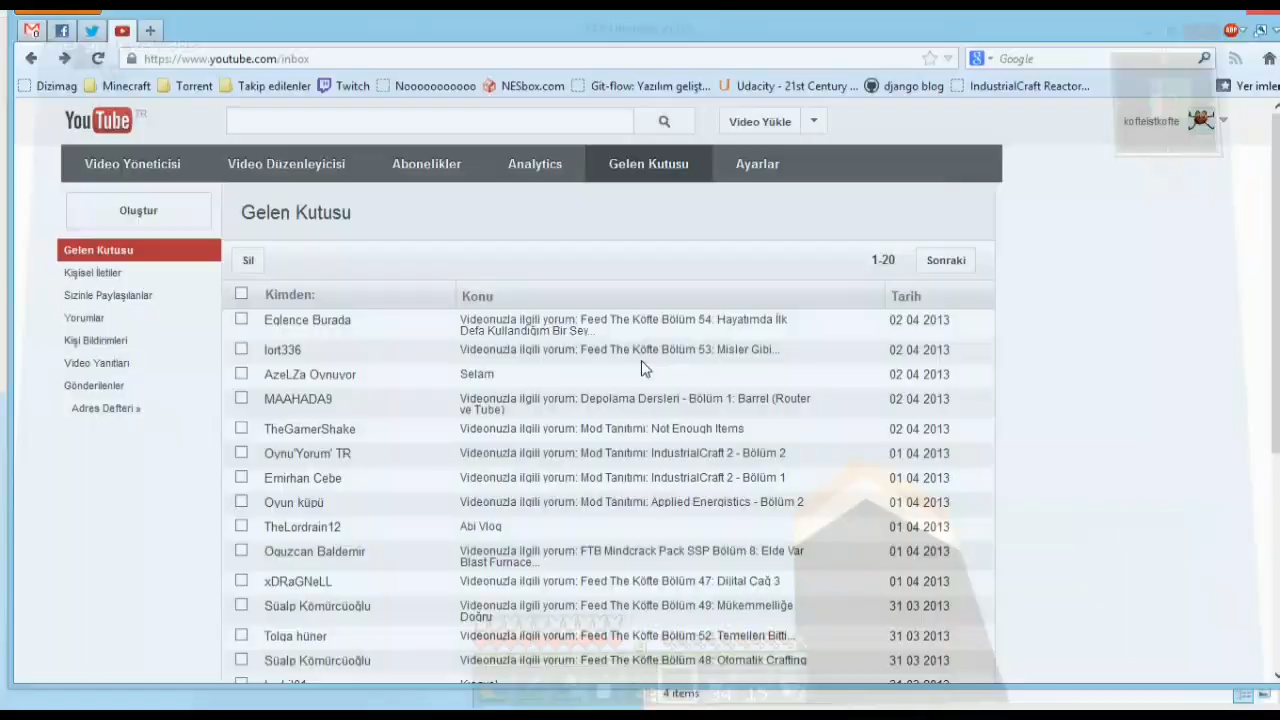 https://www.youtube.com/inbox
Google
Dizimag Minecraft Torrent Takip edilenler Twitch Nooooooooooo NESbox.com Git-flow: Yazılım gelişt... Udacity - 21st Century ... django blog IndustrialCraft Reactor... Yer imler
YouTube TR
Video Yükle
kofteistkofte
Video Yöneticisi Video Düzenleyicisi Abonelikler Analytics Gelen Kutusu Ayarlar
Oluştur
Gelen Kutusu
Kişisel İletiler
Sizinle Paylaşılanlar
Yorumlar
Kişi Bildirimleri
Video Yanıtları
Gönderilenler
Adres Defteri »
Gelen Kutusu
Sil 1-20 Sonraki
Kimden: Konu Tarih
Eglence Burada Videonuzla ilgili yorum: Feed The Köfte Bölüm 54: Hayatımda İlk 02 04 2013
Defa Kullandığım Bir Şey...
lort336 Videonuzla ilgili yorum: Feed The Köfte Bölüm 53: Misler Gibi... 02 04 2013
AzeLZa Oynuyor Selam 02 04 2013
MAAHADA9 Videonuzla ilgili yorum: Depolama Dersleri - Bölüm 1: Barrel (Router 02 04 2013
ve Tube)
TheGamerShake Videonuzla ilgili yorum: Mod Tanıtımı: Not Enough Items 02 04 2013
Oynu'Yorum' TR Videonuzla ilgili yorum: Mod Tanıtımı: IndustrialCraft 2 - Bölüm 2 01 04 2013
Emirhan Cebe Videonuzla ilgili yorum: Mod Tanıtımı: IndustrialCraft 2 - Bölüm 1 01 04 2013
Oyun küpü Videonuzla ilgili yorum: Mod Tanıtımı: Applied Energistics - Bölüm 2 01 04 2013
TheLordrain12 Abi Vlog 01 04 2013
Oguzcan Baldemir Videonuzla ilgili yorum: FTB Mindcrack Pack SSP Bölüm 8: Elde Var 01 04 2013
Blast Furnace...
xDRaGNeLL Videonuzla ilgili yorum: Feed The Köfte Bölüm 47: Dijital Çağ 3 01 04 2013
Süalp Kömürcüoğlu Videonuzla ilgili yorum: Feed The Köfte Bölüm 49: Mükemmelliğe 31 03 2013
Doğru
Tolga hüner Videonuzla ilgili yorum: Feed The Köfte Bölüm 52: Temelleri Bitti... 31 03 2013
Süalp Kömürcüoğlu Videonuzla ilgili yorum: Feed The Köfte Bölüm 48: Otomatik Crafting 31 03 2013
4 items